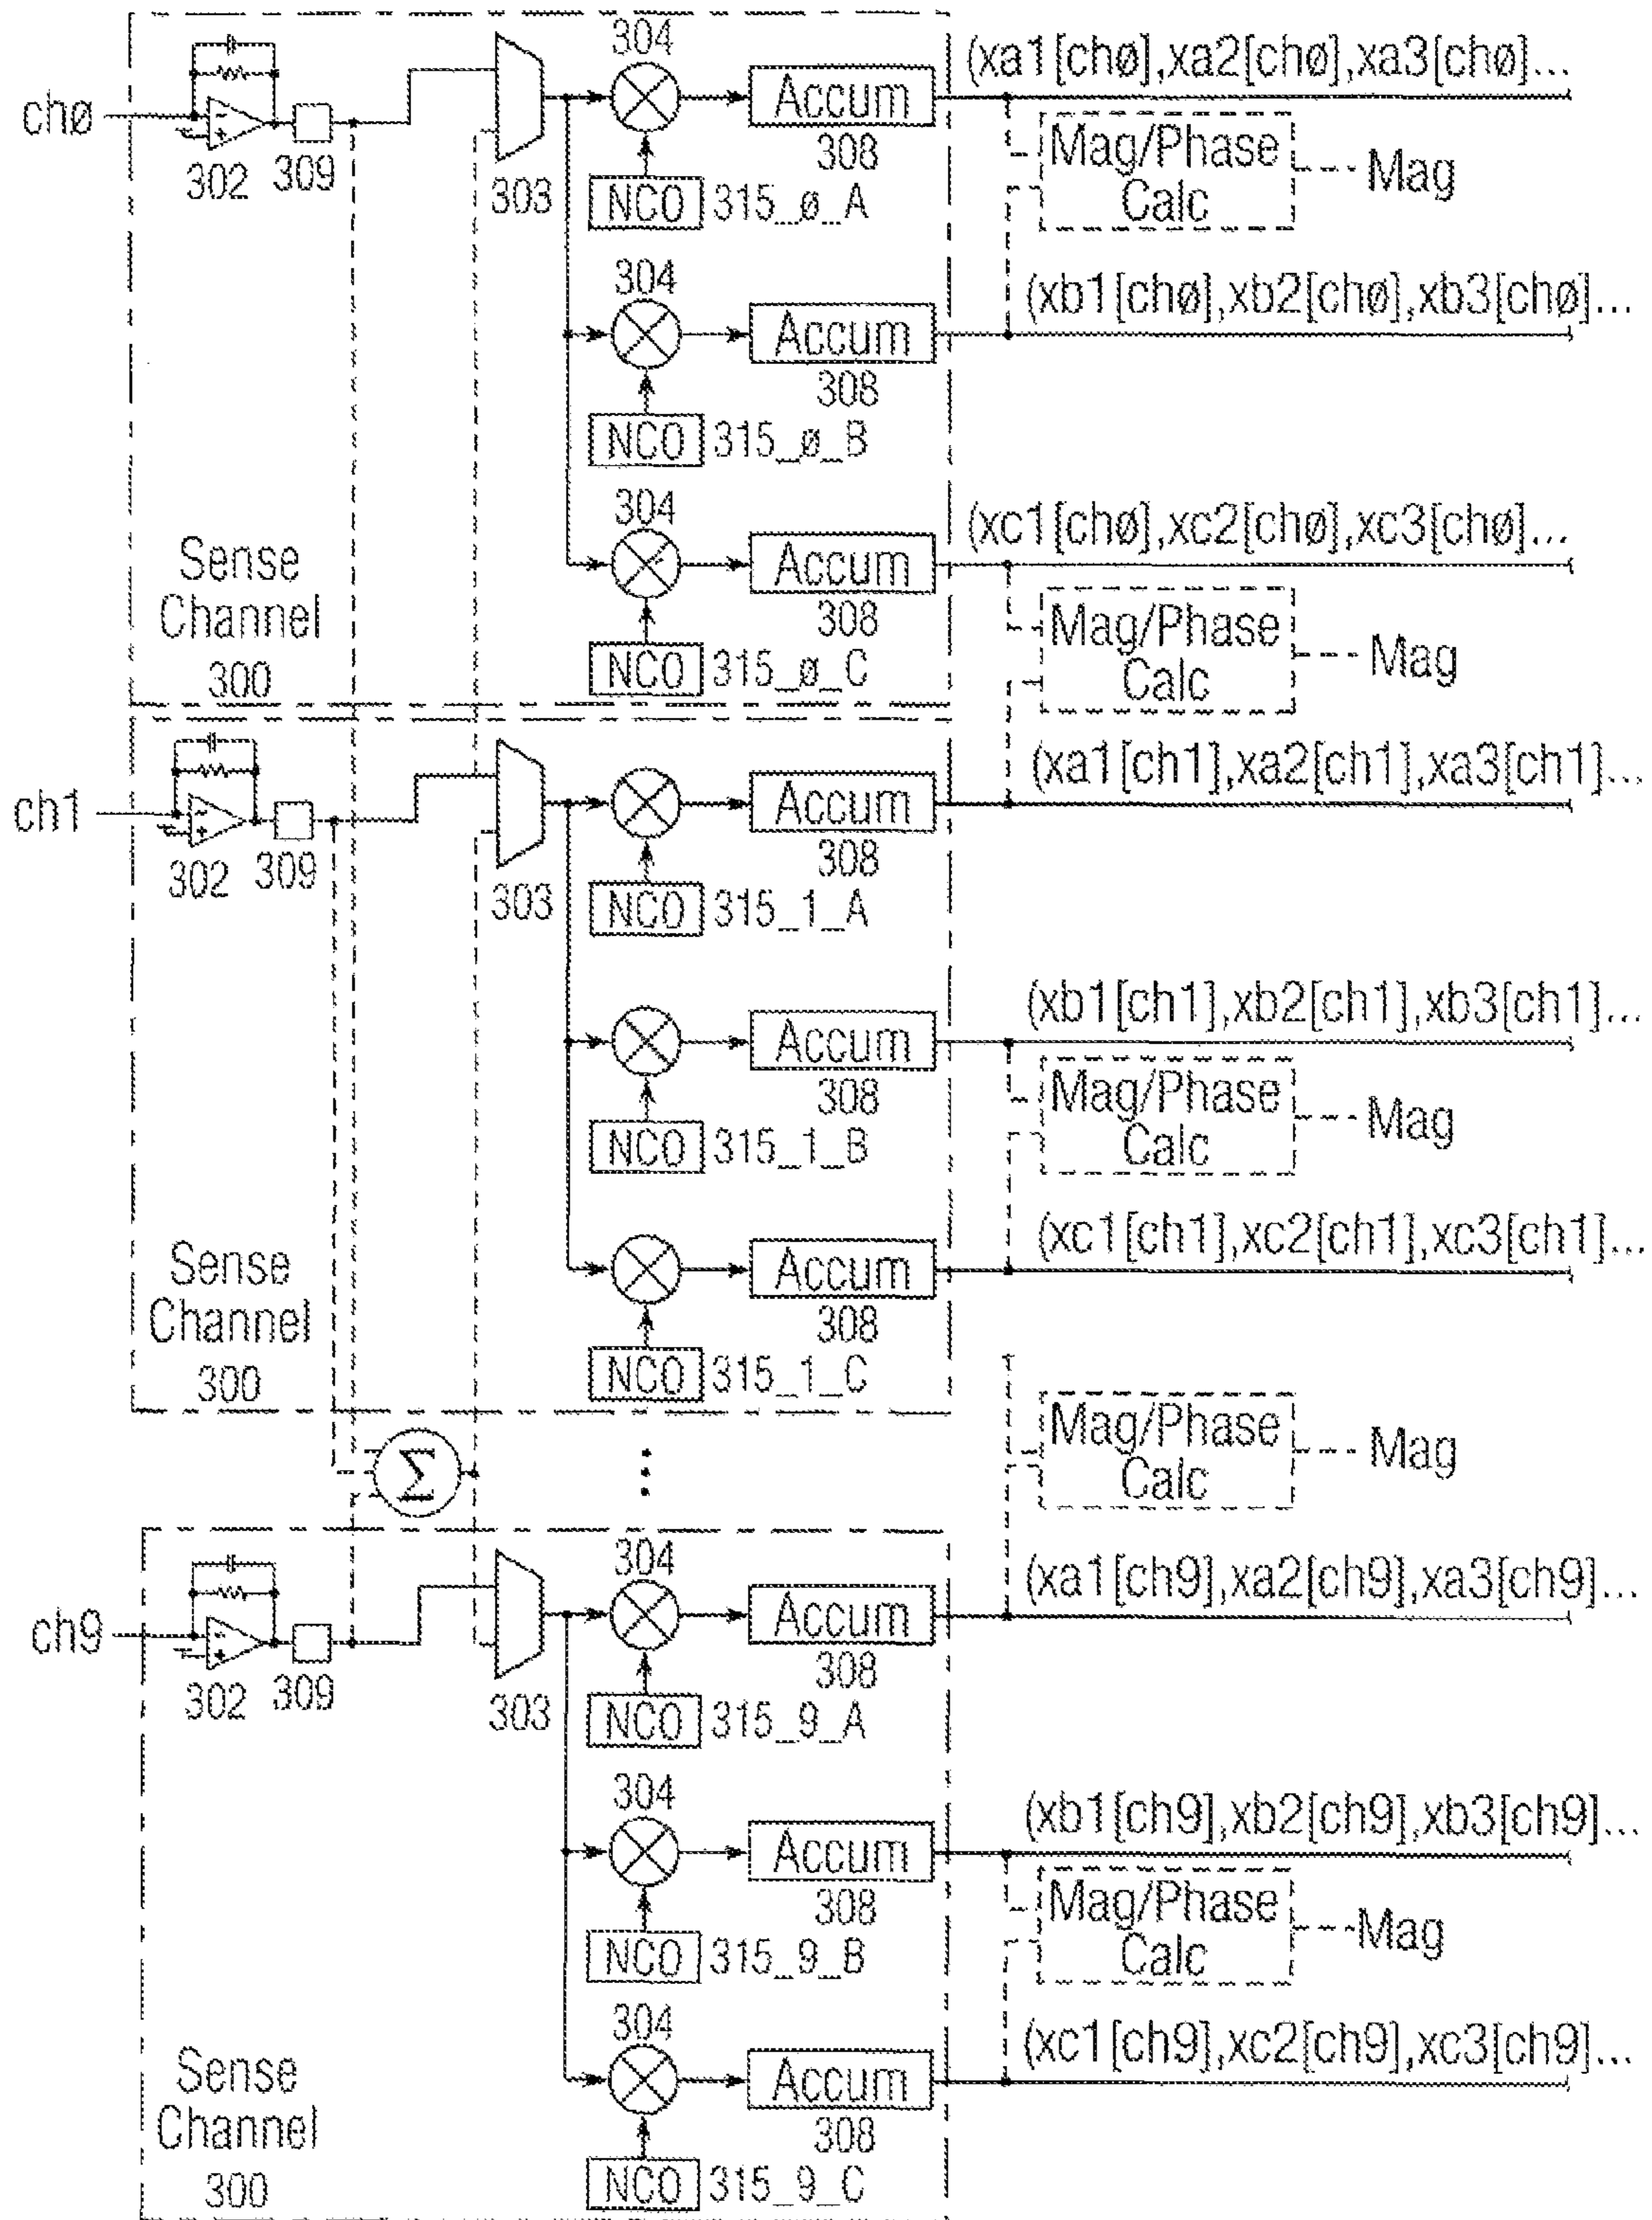 304
(xa1[chø],xa2[chø],xa3[chø]...
Accum
chø
308
Mag/Phase
Calc
Mag
302
309
303
NCO
315_ø_A
304
(xb1[chø],xb2[chø],xb3[chø]...
Accum
308
NCO
315_ø_B
304
(xc1[chø],xc2[chø],xc3[chø]...
Accum
308
Sense
Channel
300
Mag/Phase
Calc
Mag
NCO
315_ø_C
(xa1[ch1],xa2[ch1],xa3[ch1]...
Accum
ch1
308
302
309
303
NCO
315_1_A
(xb1[ch1],xb2[ch1],xb3[ch1]...
Accum
308
Mag/Phase
Calc
Mag
NCO
315_1_B
(xc1[ch1],xc2[ch1],xc3[ch1]...
Accum
308
Sense
Channel
300
NCO
315_1_C
Mag/Phase
Calc
Mag
Σ
304
(xa1[ch9],xa2[ch9],xa3[ch9]...
Accum
ch9
308
302
309
303
NCO
315_9_A
304
(xb1[ch9],xb2[ch9],xb3[ch9]...
Accum
308
Mag/Phase
Calc
Mag
NCO
315_9_B
304
(xc1[ch9],xc2[ch9],xc3[ch9]...
Accum
308
Sense
Channel
300
NCO
315_9_C